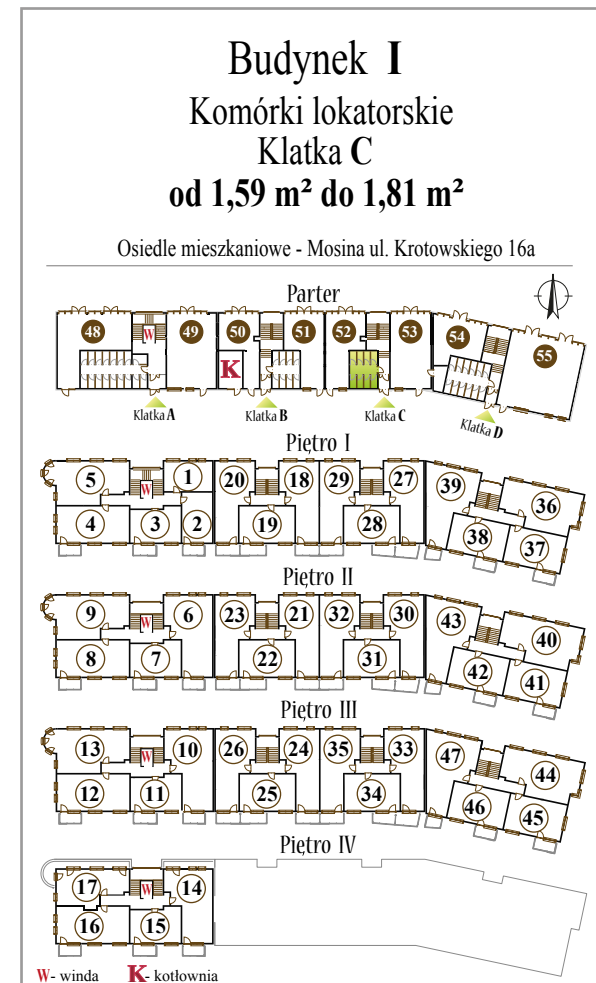 Budynek I
Komórki lokatorskie
Klatka C
od 1,59 m² do 1,81 m²
Osiedle mieszkaniowe - Mosina ul. Krotowskiego 16a
Parter
48 W 49 50 51 52 53 54 55
K
Klatka A Klatka B Klatka C Klatka D
Piętro I
5 1 20 18 29 27 39 36
W
4 3 2 19 28 38 37
Piętro II
9 6 23 21 32 30 43 40
W
8 7 22 31 42 41
Piętro III
13 10 26 24 35 33 47 44
W
12 11 25 34 46 45
Piętro IV
17 W 14
16 15
W - winda K - kotłownia